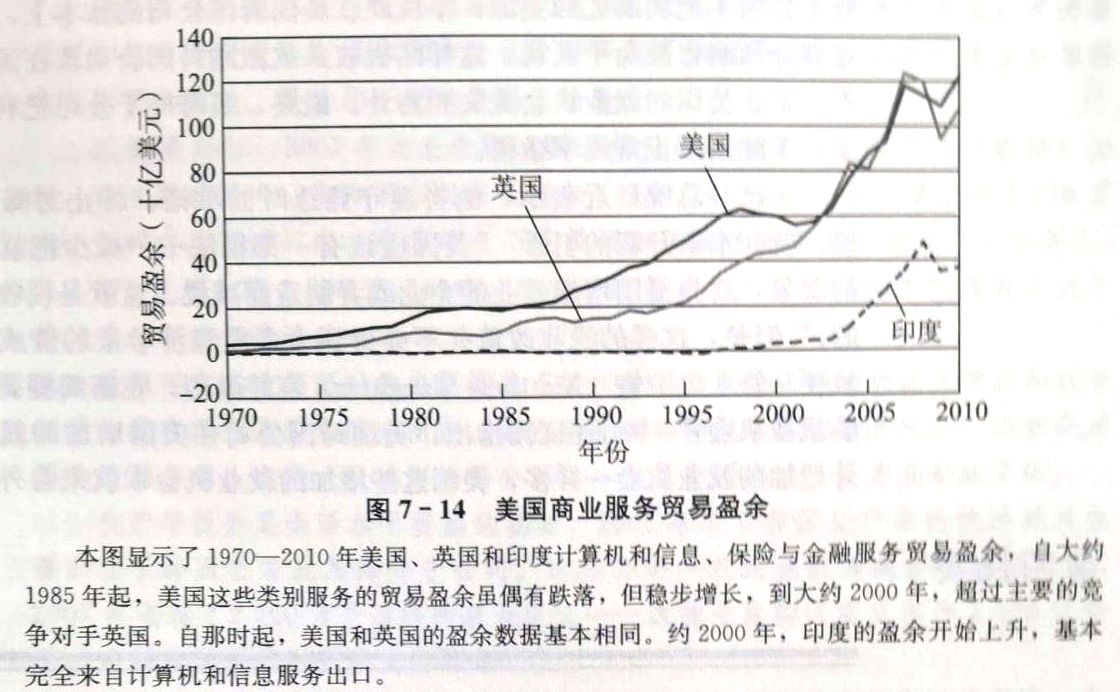 贸易盈余（十亿美元）
140
120
100
80
60
40
20
0
-20
美国
英国
印度
1970 1975 1980 1985 1990 1995 2000 2005 2010
年份
图 7-14 美国商业服务贸易盈余
本图显示了 1970—2010 年美国、英国和印度计算机和信息、保险与金融服务贸易盈余，自大约
1985 年起，美国这些类别服务的贸易盈余虽偶有跌落，但稳步增长，到大约 2000 年，超过主要的竞
争对手英国。自那时起，美国和英国的盈余数据基本相同。约 2000 年，印度的盈余开始上升，基本
完全来自计算机和信息服务出口。